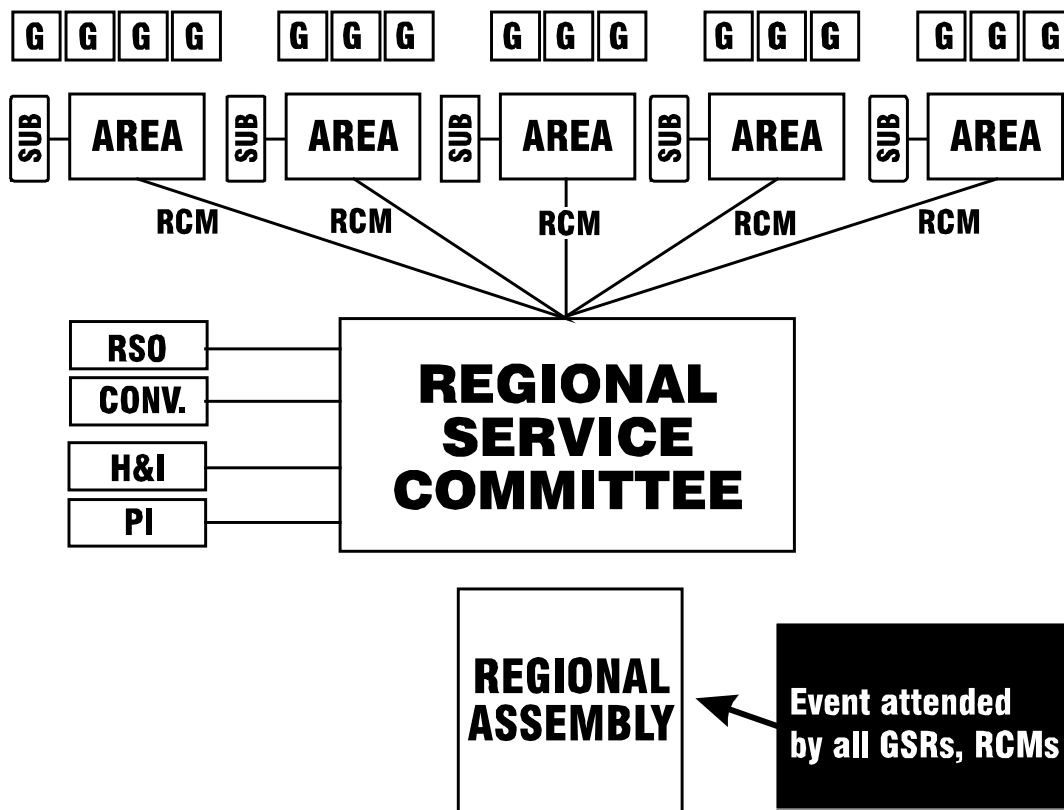 G G G G G G G G G G G G G G G G
SUB AREA SUB AREA SUB AREA SUB AREA SUB AREA
RCM RCM RCM RCM RCM
RSO
CONV.
H&I
PI
REGIONAL
SERVICE
COMMITTEE
REGIONAL
ASSEMBLY
Event attended
by all GSRs, RCMs